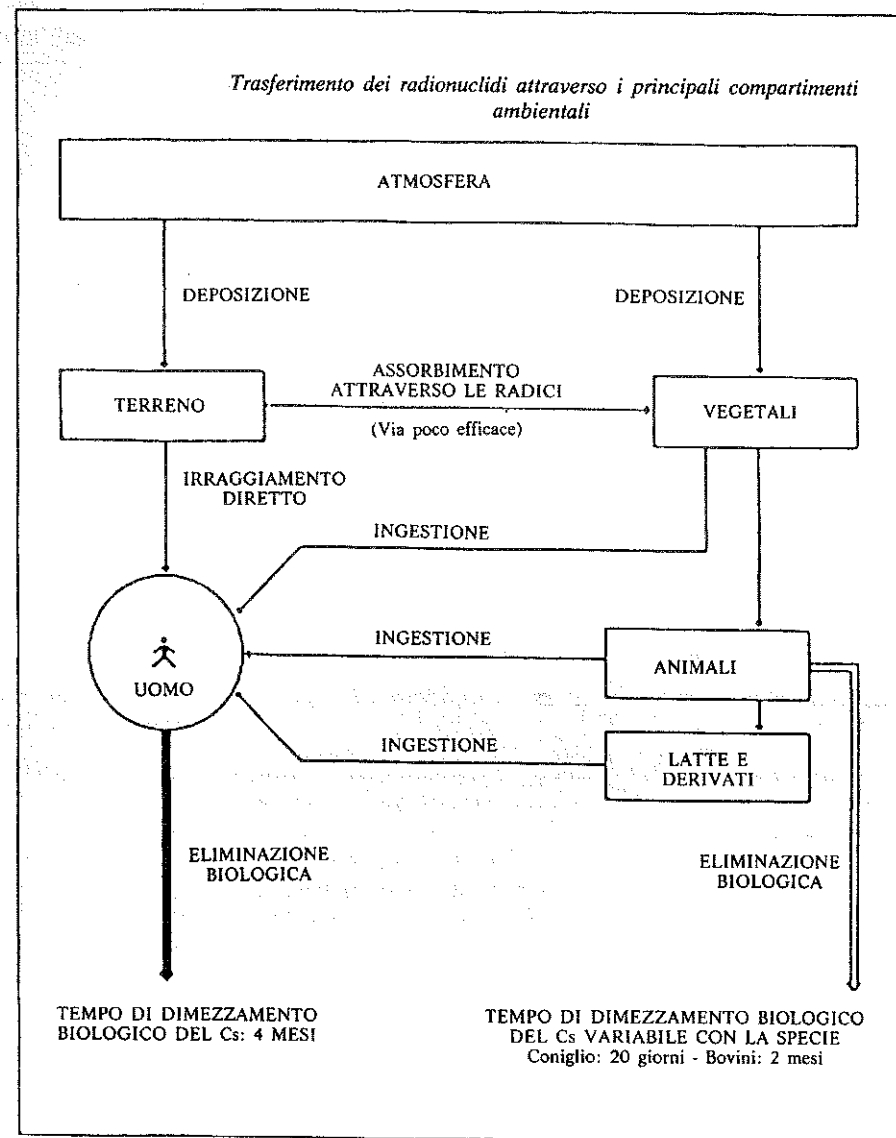 Trasferimento dei radionuclidi attraverso i principali compartimenti
ambientali
ATMOSFERA
DEPOSIZIONE
DEPOSIZIONE
TERRENO
ASSORBIMENTO
ATTRAVERSO LE RADICI
(Via poco efficace)
VEGETALI
IRRAGGIAMENTO
DIRETTO
INGESTIONE
UOMO
INGESTIONE
ANIMALI
INGESTIONE
LATTE E
DERIVATI
ELIMINAZIONE
BIOLOGICA
ELIMINAZIONE
BIOLOGICA
TEMPO DI DIMEZZAMENTO
BIOLOGICO DEL Cs: 4 MESI
TEMPO DI DIMEZZAMENTO BIOLOGICO
DEL Cs VARIABILE CON LA SPECIE
Coniglio: 20 giorni - Bovini: 2 mesi